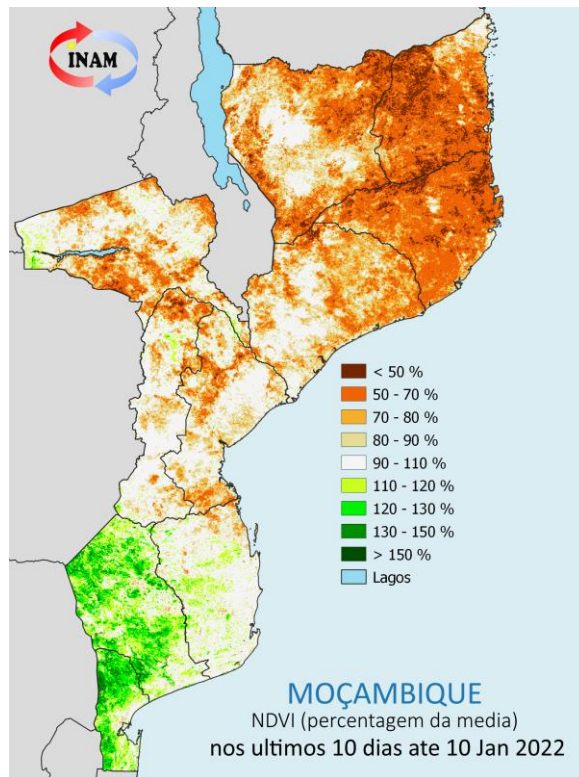 INAM
< 50 %
50 - 70 %
70 - 80 %
80 - 90 %
90 - 110 %
110 - 120 %
120 - 130 %
130 - 150 %
> 150 %
Lagos
MOÇAMBIQUE
NDVI (percentagem da media)
nos ultimos 10 dias ate 10 Jan 2022